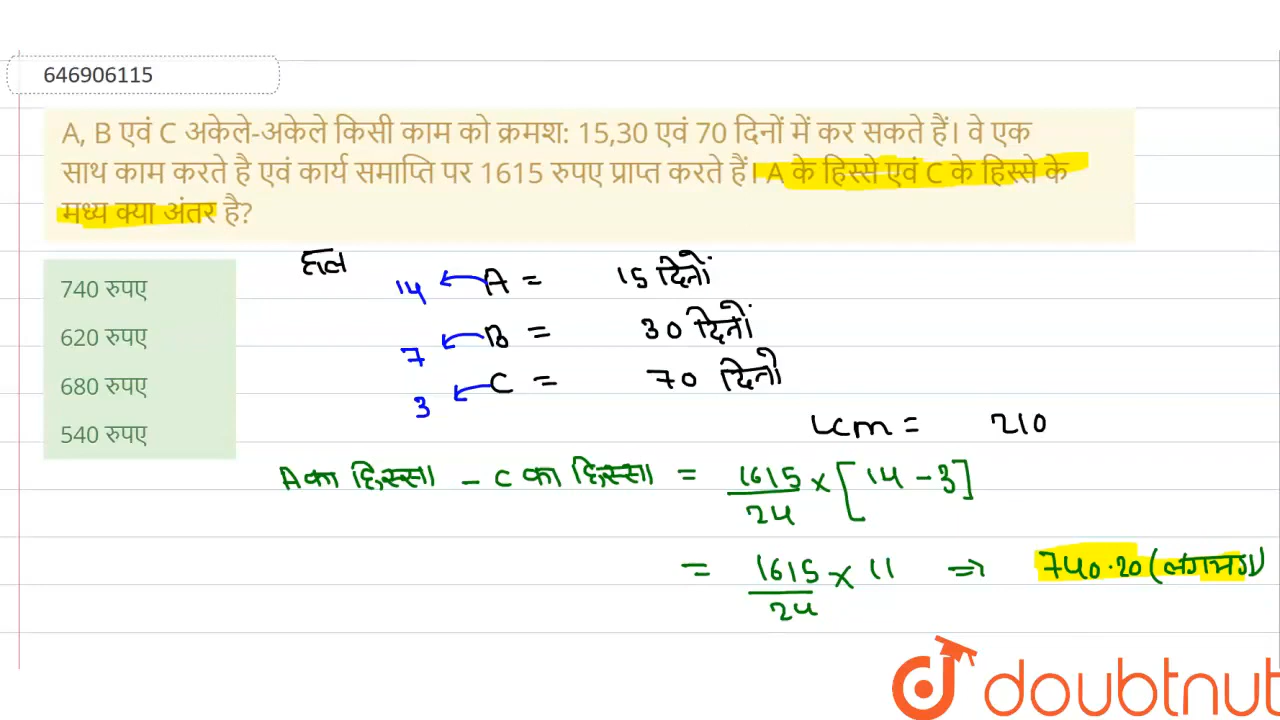 646906115
A, B एवं C अकेले-अकेले किसी काम को क्रमश: 15,30 एवं 70 दिनों में कर सकते हैं। वे एक
साथ काम करते है एवं कार्य समाप्ति पर 1615 रुपए प्राप्त करते हैं। A के हिस्से एवं C के हिस्से के
मध्य क्या अंतर है?
740 रुपए
620 रुपए
680 रुपए
540 रुपए
हल
14 A = 15 दिनों
7 B = 30 दिनों
3 C = 70 दिनों
LCM = 210
A का हिस्सा - C का हिस्सा = 1615/24 × [14 - 3]
= 1615/24 × 11 ⇒ 740.20 (लगभग)
doubtnut